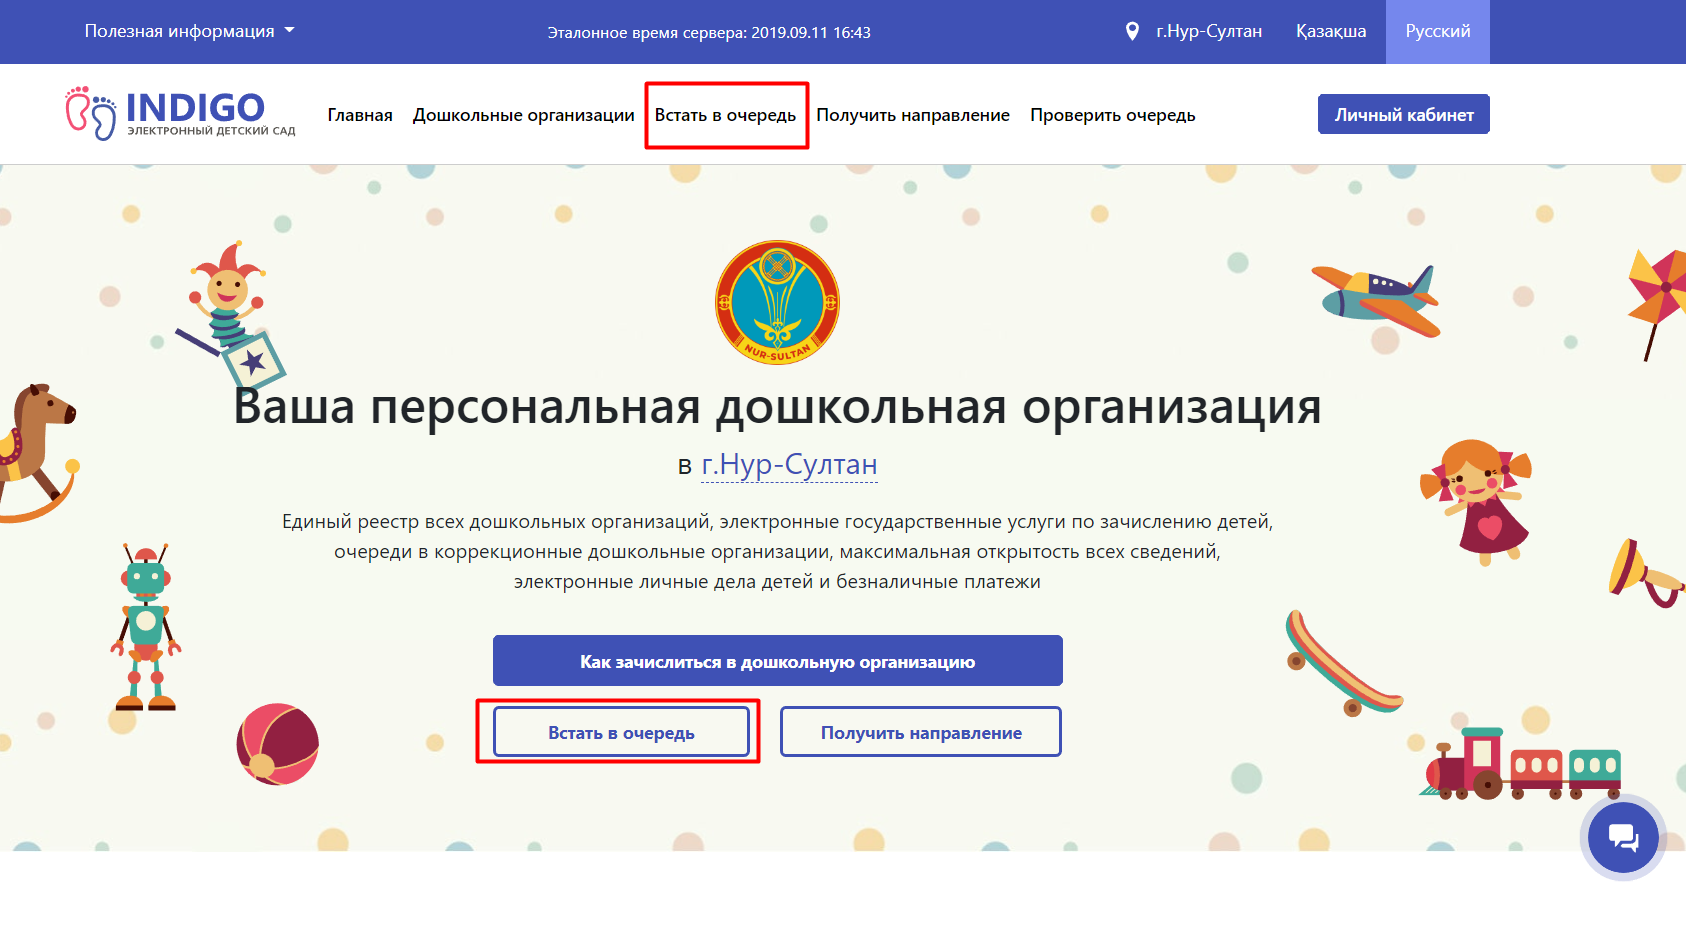 Полезная информация
Эталонное время сервера: 2019.09.11 16:43
г.Нур-Султан
Қазақша
Русский
INDIGO
ЭЛЕКТРОННЫЙ ДЕТСКИЙ САД
Главная
Дошкольные организации
Встать в очередь
Получить направление
Проверить очередь
Личный кабинет
NUR-SULTAN
Ваша персональная дошкольная организация
в г.Нур-Султан
Единый реестр всех дошкольных организаций, электронные государственные услуги по зачислению детей,
очереди в коррекционные дошкольные организации, максимальная открытость всех сведений,
электронные личные дела детей и безналичные платежи
Как зачислиться в дошкольную организацию
Встать в очередь
Получить направление